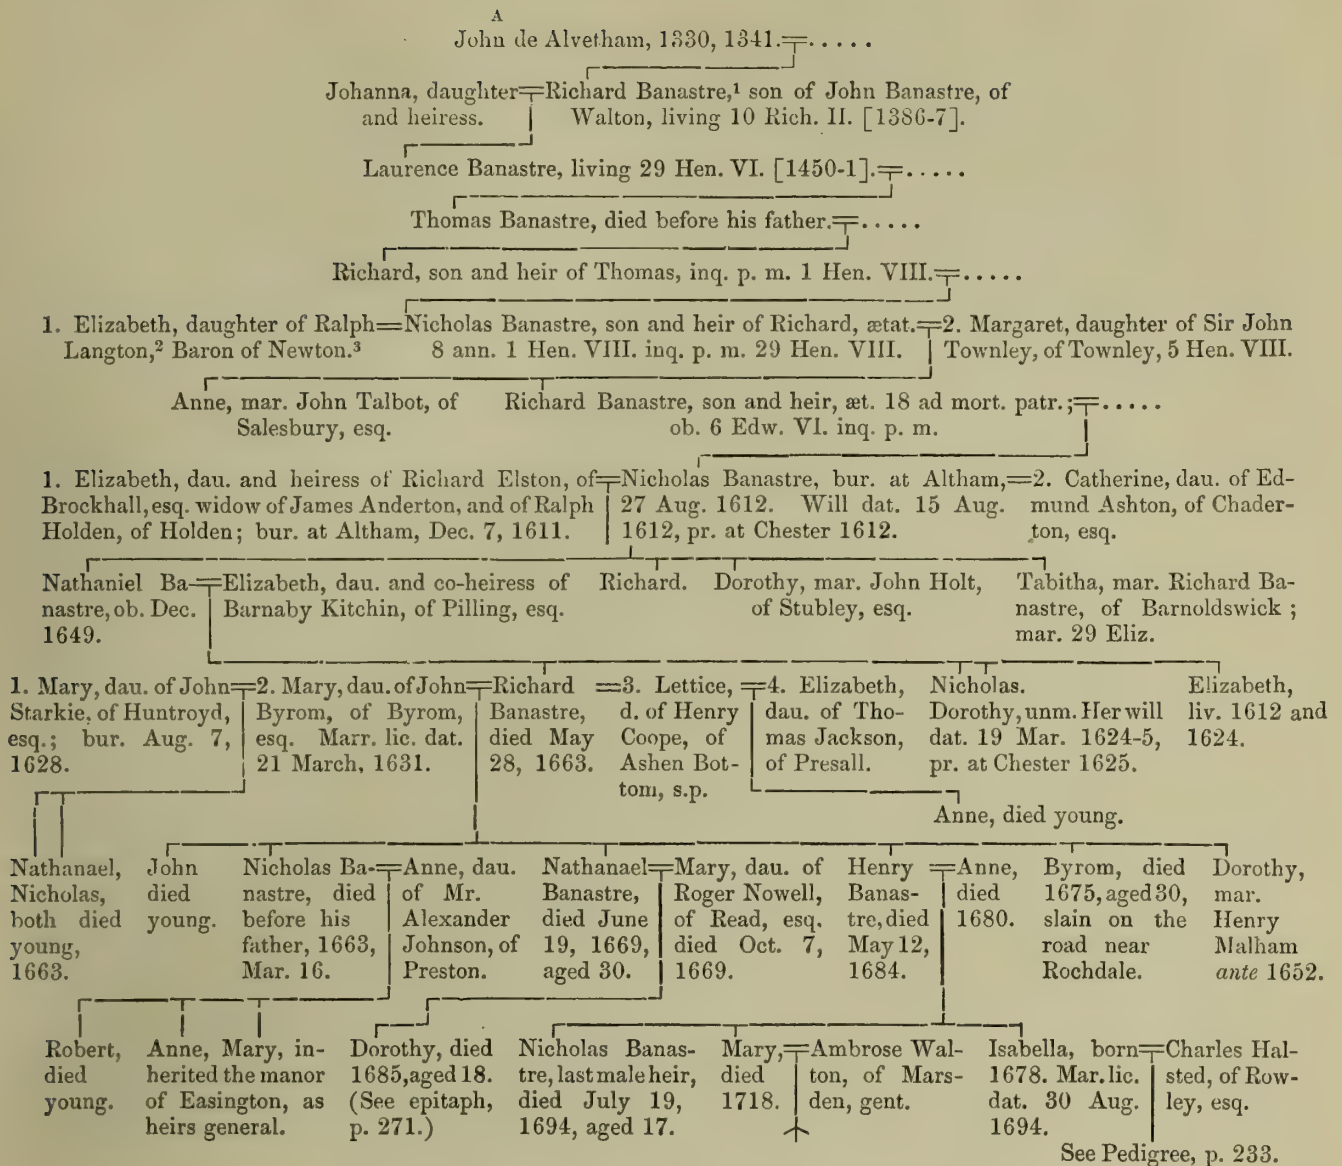 A
John de Alvetham, 1330, 1341. . . . . .
Johanna, daughter and heiress.
Richard Banastre,¹ son of John Banastre, of Walton, living 10 Rich. II. [1386-7].
Laurence Banastre, living 29 Hen. VI. [1450-1]. . . . . .
Thomas Banastre, died before his father. . . . . .
Richard, son and heir of Thomas, inq. p. m. 1 Hen. VIII. . . . . .
1. Elizabeth, daughter of Ralph
Langton,² Baron of Newton.³
Nicholas Banastre, son and heir of Richard, ætat.
8 ann. 1 Hen. VIII. inq. p. m. 29 Hen. VIII.
2. Margaret, daughter of Sir John
Townley, of Townley, 5 Hen. VIII.
Anne, mar. John Talbot, of
Salesbury, esq.
Richard Banastre, son and heir, æt. 18 ad mort. patr.; . . . . .
ob. 6 Edw. VI. inq. p. m.
1. Elizabeth, dau. and heiress of Richard Elston, of
Brockhall, esq. widow of James Anderton, and of Ralph
Holden, of Holden; bur. at Altham, Dec. 7, 1611.
Nicholas Banastre, bur. at Altham,
27 Aug. 1612. Will dat. 15 Aug.
1612, pr. at Chester 1612.
2. Catherine, dau. of Ed-
mund Ashton, of Chader-
ton, esq.
Nathaniel Ba-
nastre, ob. Dec.
1649.
Elizabeth, dau. and co-heiress of
Barnaby Kitchin, of Pilling, esq.
Richard.
Dorothy, mar. John Holt,
of Stubley, esq.
Tabitha, mar. Richard Ba-
nastre, of Barnoldswick ;
mar. 29 Eliz.
1. Mary, dau. of John
Starkie, of Huntroyd,
esq.; bur. Aug. 7,
1628.
2. Mary, dau. of John
Byrom, of Byrom,
esq. Marr. lic. dat.
21 March, 1631.
Richard
Banastre,
died May
28, 1663.
3. Lettice,
d. of Henry
Coope, of
Ashen Bot-
tom, s.p.
4. Elizabeth,
dau. of Tho-
mas Jackson,
of Presall.
Nicholas.
Dorothy, unm. Her will
dat. 19 Mar. 1624-5,
pr. at Chester 1625.
Elizabeth,
liv. 1612 and
1624.
Anne, died young.
Nathanael,
Nicholas,
both died
young,
1663.
John
died
young.
Nicholas Ba-
nastre, died
before his
father, 1663,
Mar. 16.
Anne, dau.
of Mr.
Alexander
Johnson, of
Preston.
Nathanael
Banastre,
died June
19, 1669,
aged 30.
Mary, dau. of
Roger Nowell,
of Read, esq.
died Oct. 7,
1669.
Henry
Banas-
tre, died
May 12,
1684.
Anne,
died
1680.
Byrom, died
1675, aged 30,
slain on the
road near
Rochdale.
Dorothy,
mar.
Henry
Malham
ante 1652.
Robert,
died
young.
Anne, Mary, in-
herited the manor
of Easington, as
heirs general.
Dorothy, died
1685, aged 18.
(See epitaph,
p. 271.)
Nicholas Banas-
tre, last male heir,
died July 19,
1694, aged 17.
Mary,
died
1718.
Ambrose Wal-
ton, of Mars-
den, gent.
Isabella, born
1678. Mar. lic.
dat. 30 Aug.
1694.
Charles Hal-
sted, of Row-
ley, esq.
See Pedigree, p. 233.